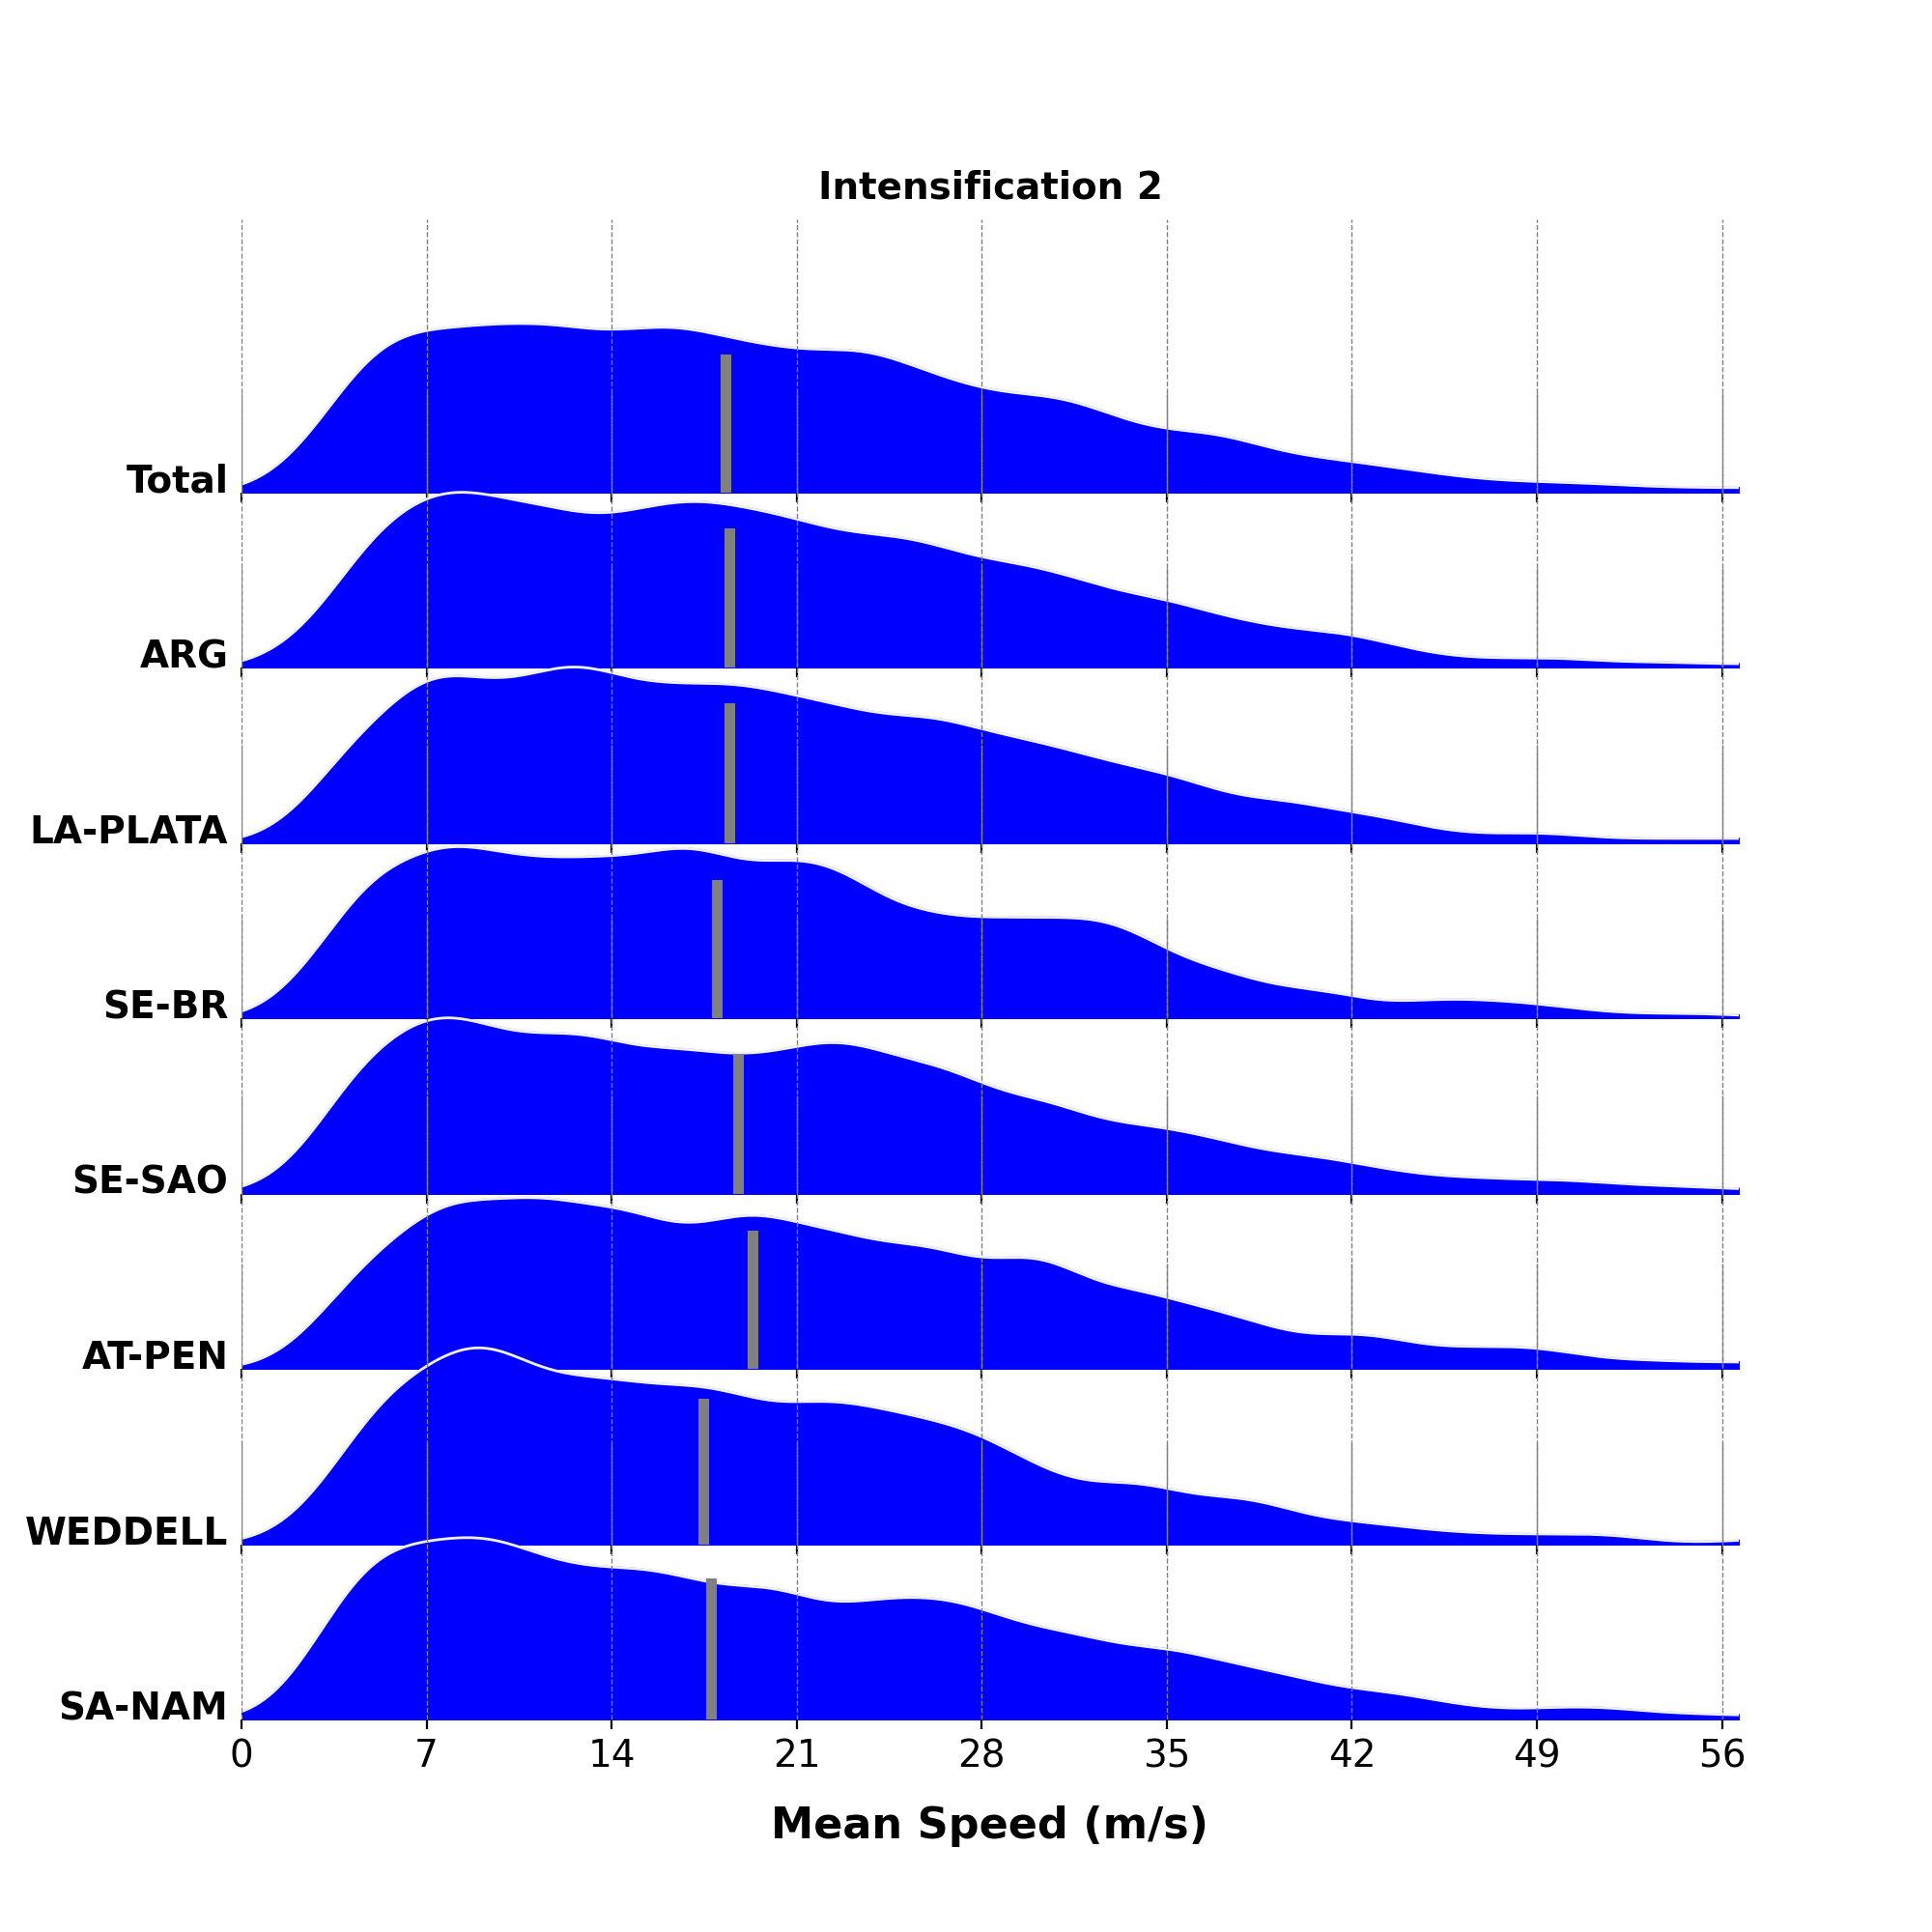 Intensification 2
Total
ARG
LA-PLATA
SE-BR
SE-SAO
AT-PEN
WEDDELL
SA-NAM
0 7 14 21 28 35 42 49 56
Mean Speed (m/s)